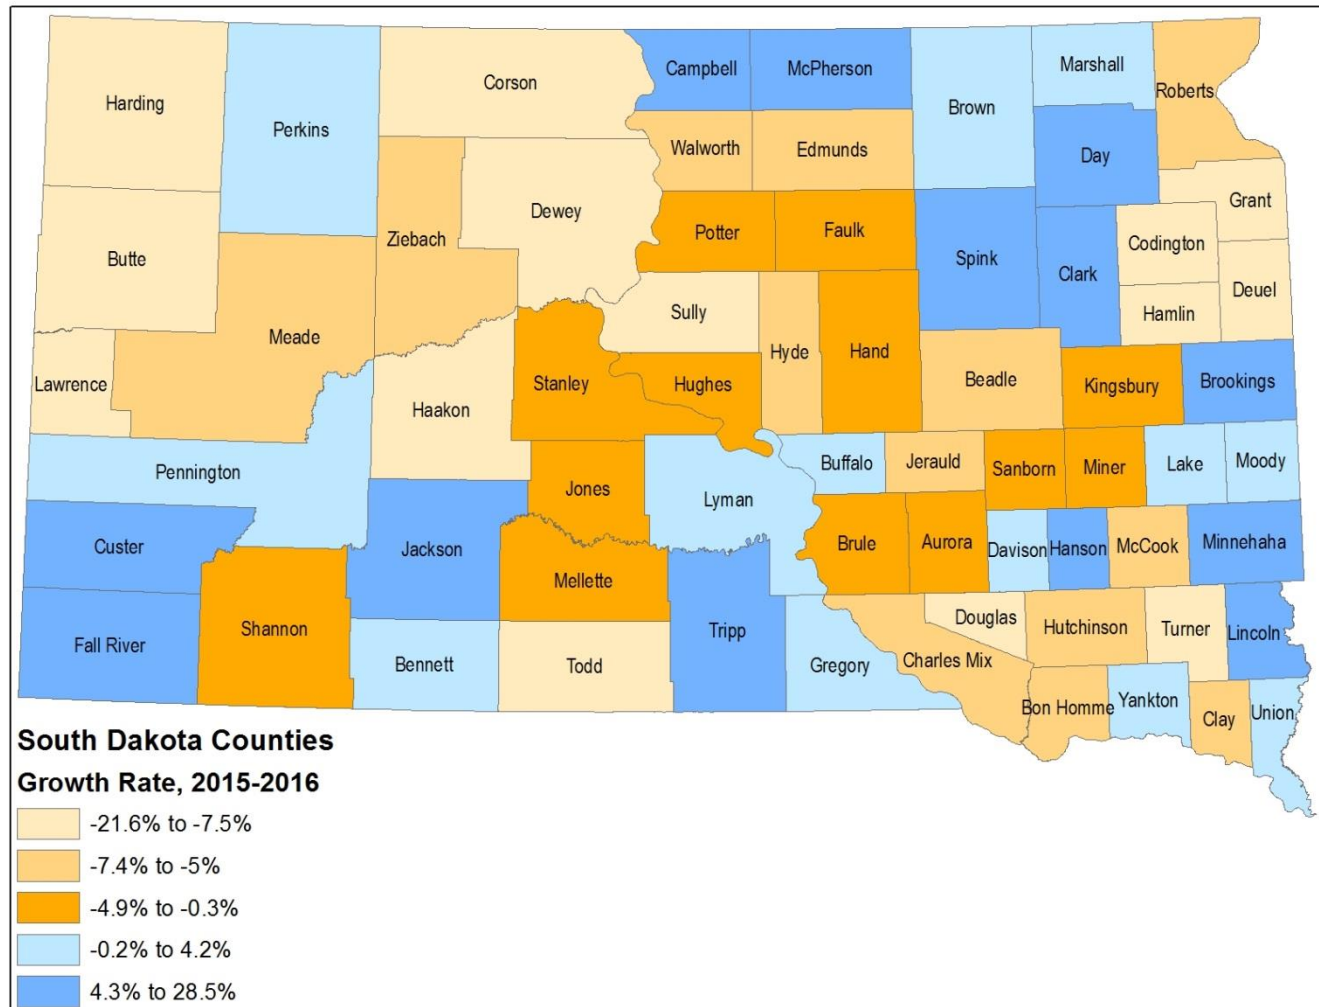 Harding
Perkins
Corson
Campbell
McPherson
Brown
Marshall
Roberts
Walworth
Edmunds
Day
Butte
Ziebach
Dewey
Potter
Faulk
Spink
Clark
Codington
Grant
Meade
Sully
Hyde
Hand
Hamlin
Deuel
Lawrence
Haakon
Stanley
Hughes
Beadle
Kingsbury
Brookings
Pennington
Jones
Lyman
Buffalo
Jerauld
Sanborn
Miner
Lake
Moody
Custer
Jackson
Mellette
Brule
Aurora
Davison
Hanson
McCook
Minnehaha
Fall River
Shannon
Bennett
Todd
Tripp
Gregory
Charles Mix
Douglas
Hutchinson
Turner
Lincoln
Bon Homme
Yankton
Clay
Union
South Dakota Counties
Growth Rate, 2015-2016
-21.6% to -7.5%
-7.4% to -5%
-4.9% to -0.3%
-0.2% to 4.2%
4.3% to 28.5%